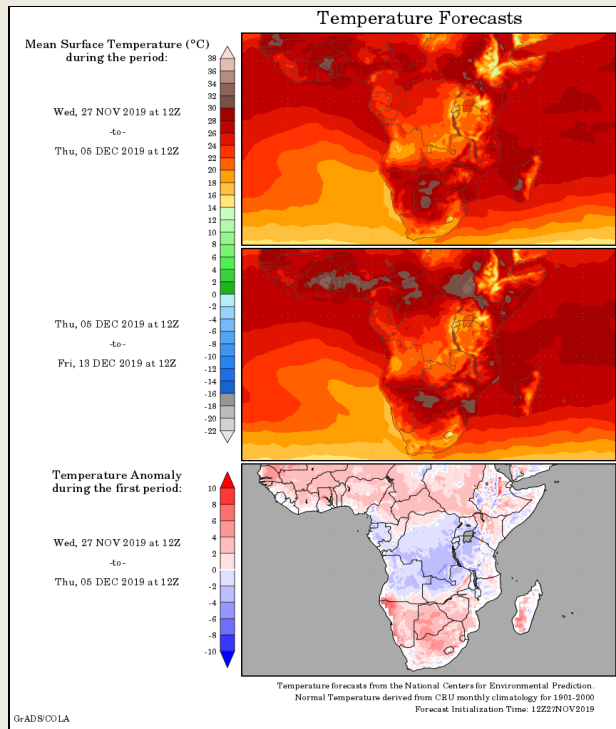 Temperature Forecasts
Mean Surface Temperature (°C)
during the period:
Wed, 27 NOV 2019 at 12Z
-to-
Thu, 05 DEC 2019 at 12Z
38
36
34
32
30
28
26
24
22
20
18
16
14
12
10
8
6
4
2
0
-2
-4
-6
-8
-10
-12
-14
-16
-18
-20
-22
Thu, 05 DEC 2019 at 12Z
-to-
Fri, 13 DEC 2019 at 12Z
Temperature Anomaly
during the first period:
Wed, 27 NOV 2019 at 12Z
-to-
Thu, 05 DEC 2019 at 12Z
10
8
6
4
2
0
-2
-4
-6
-8
-10
Temperature forecasts from the National Centers for Environmental Prediction.
Normal Temperature derived from CRU monthly climatology for 1901-2000
Forecast Initialization Time: 12Z27NOV2019
GrADS/COLA